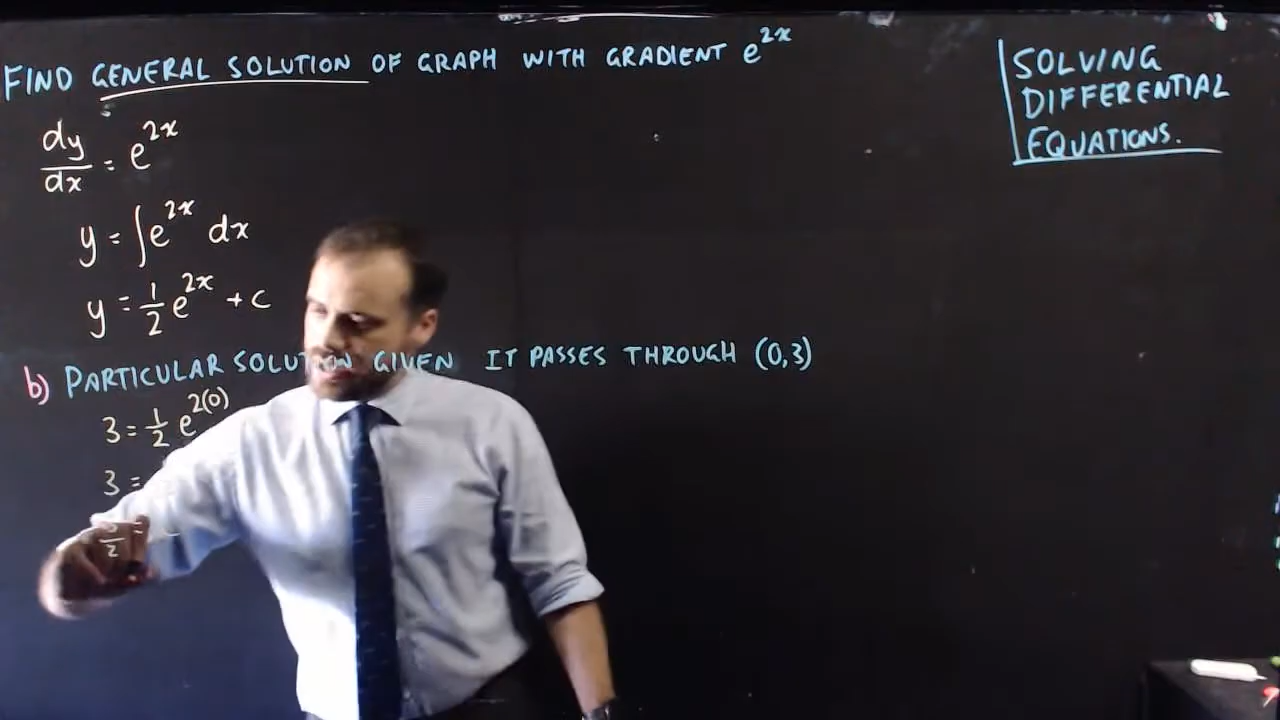 FIND GENERAL SOLUTION OF GRAPH WITH GRADIENT e^{2x}
SOLVING
DIFFERENTIAL
EQUATIONS.
dy/dx = e^{2x}
y = ∫e^{2x} dx
y = 1/2 e^{2x} + c
b) PARTICULAR SOLUTION GIVEN IT PASSES THROUGH (0,3)
3 = 1/2 e^{2(0)}
3 =